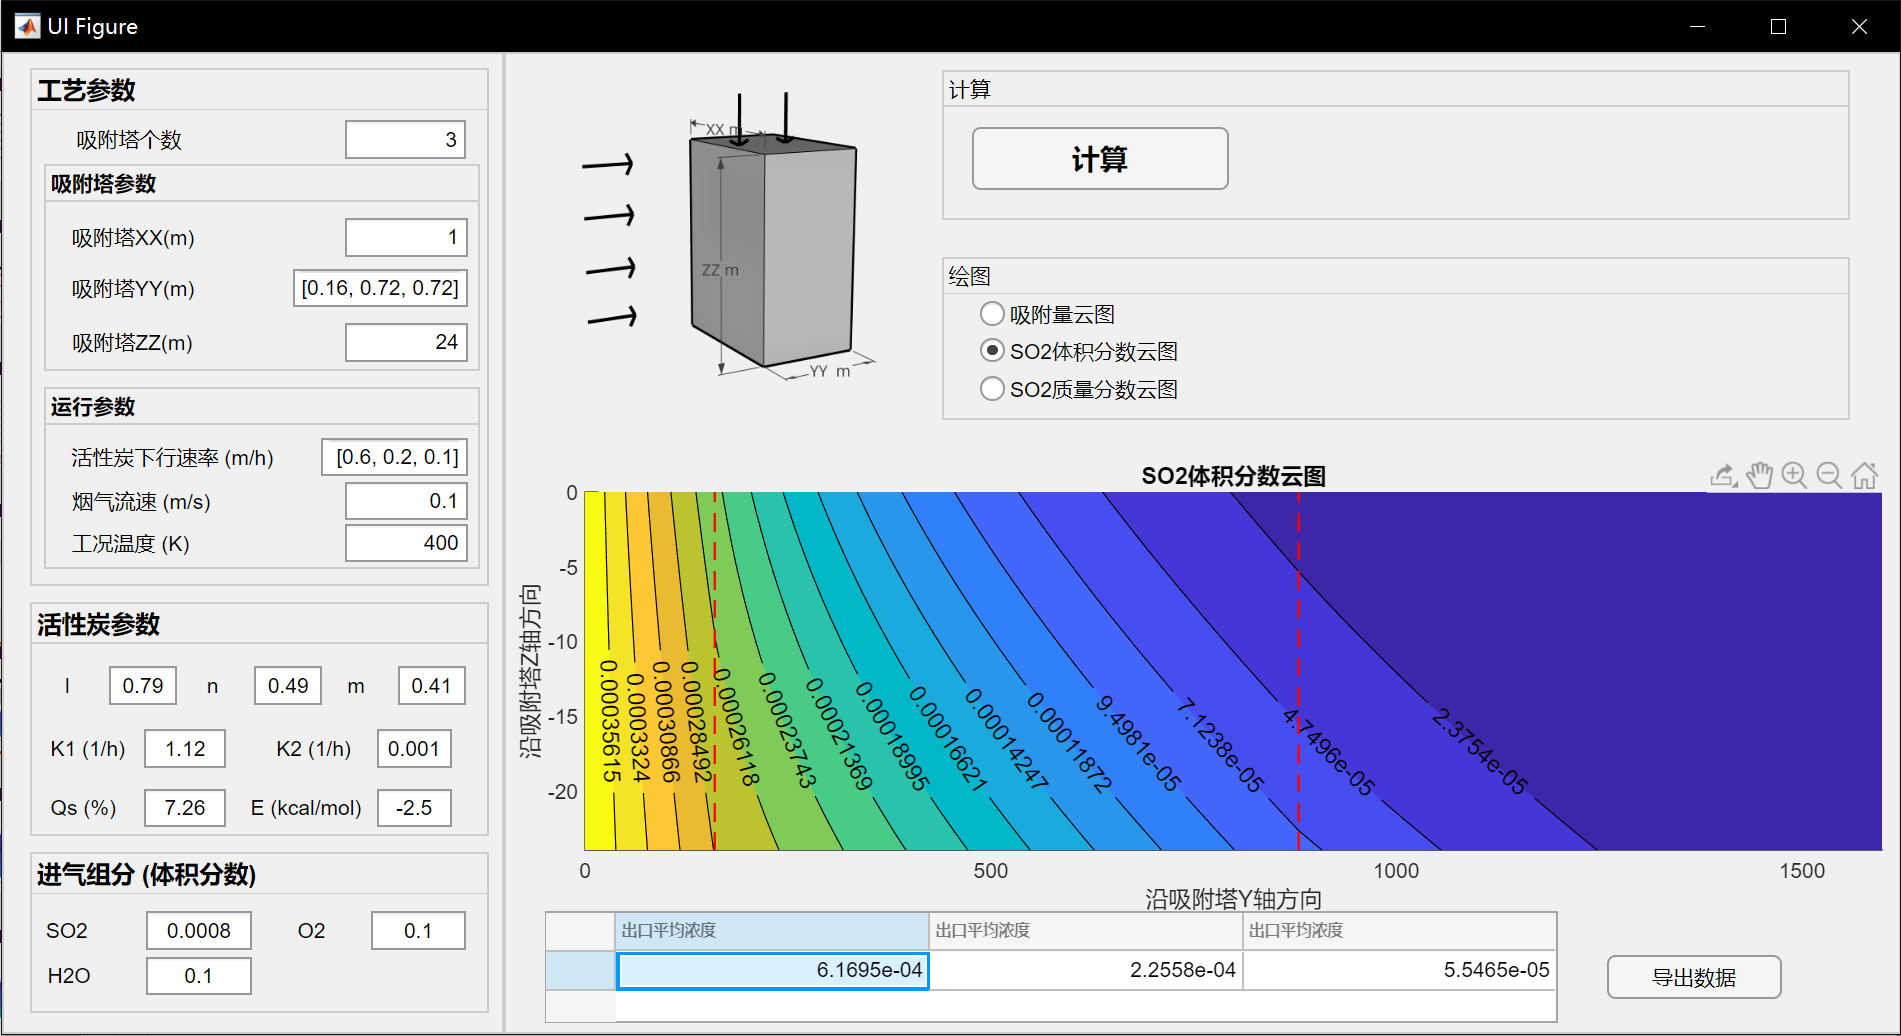 UI Figure
工艺参数
吸附塔个数 3
吸附塔参数
吸附塔XX(m) 1
吸附塔YY(m) [0.16, 0.72, 0.72]
吸附塔ZZ(m) 24
运行参数
活性炭下行速率 (m/h) [0.6, 0.2, 0.1]
烟气流速 (m/s) 0.1
工况温度 (K) 400
活性炭参数
l 0.79 n 0.49 m 0.41
K1 (1/h) 1.12 K2 (1/h) 0.001
Qs (%) 7.26 E (kcal/mol) -2.5
进气组分 (体积分数)
SO2 0.0008 O2 0.1
H2O 0.1
XX m
ZZ m
YY m
计算
计算
绘图
吸附量云图
SO2体积分数云图
SO2质量分数云图
SO2体积分数云图
0
-5
-10
-15
-20
沿吸附塔Z轴方向
0.00035615
0.0003324
0.00030866
0.00028492
0.00026118
0.00023743
0.00021369
0.00018995
0.00016621
0.00014247
0.00011872
9.4981e-05
7.1238e-05
4.7496e-05
2.3754e-05
0 500 1000 1500
沿吸附塔Y轴方向
出口平均浓度 出口平均浓度 出口平均浓度
6.1695e-04 2.2558e-04 5.5465e-05
导出数据